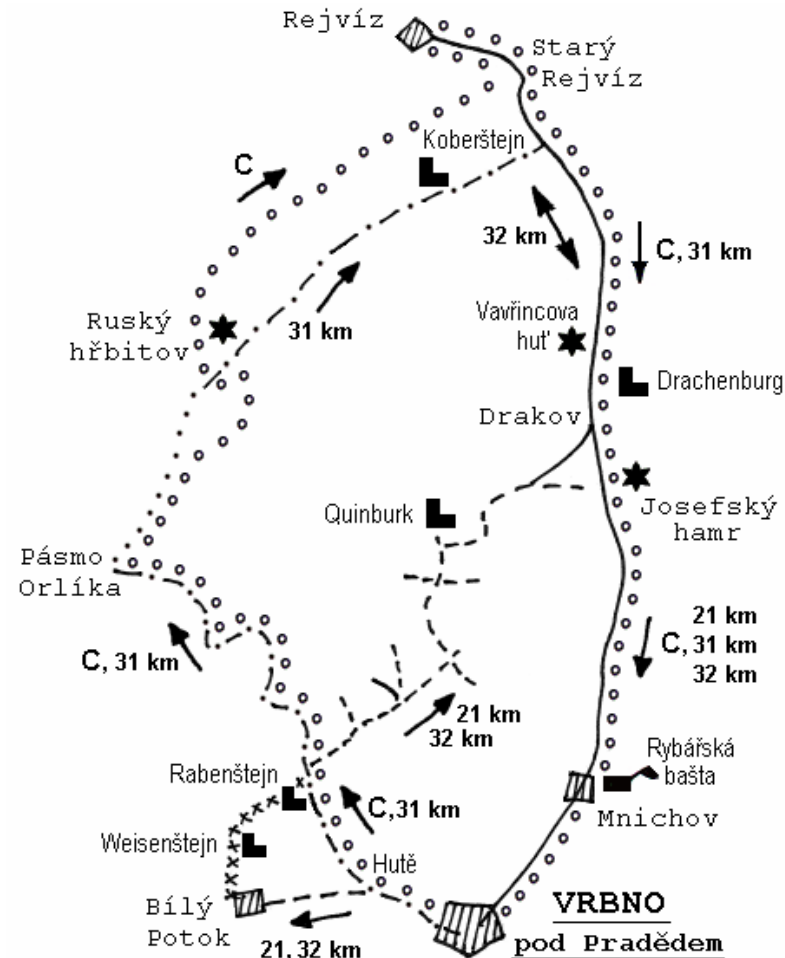 Rejvíz
Starý
Rejvíz
Koberštejn
C
32 km
C, 31 km
Ruský
hřbitov
31 km
Vavřincova
huť
Drachenburg
Drakov
Quinburk
Josefský
hamr
Pásmo
Orlíka
21 km
C, 31 km
32 km
C, 31 km
21 km
32 km
Rybářská
bašta
Rabenštejn
C, 31 km
Mnichov
Weisenštejn
Hutě
Bílý
Potok
VRBNO
pod Pradědem
21, 32 km